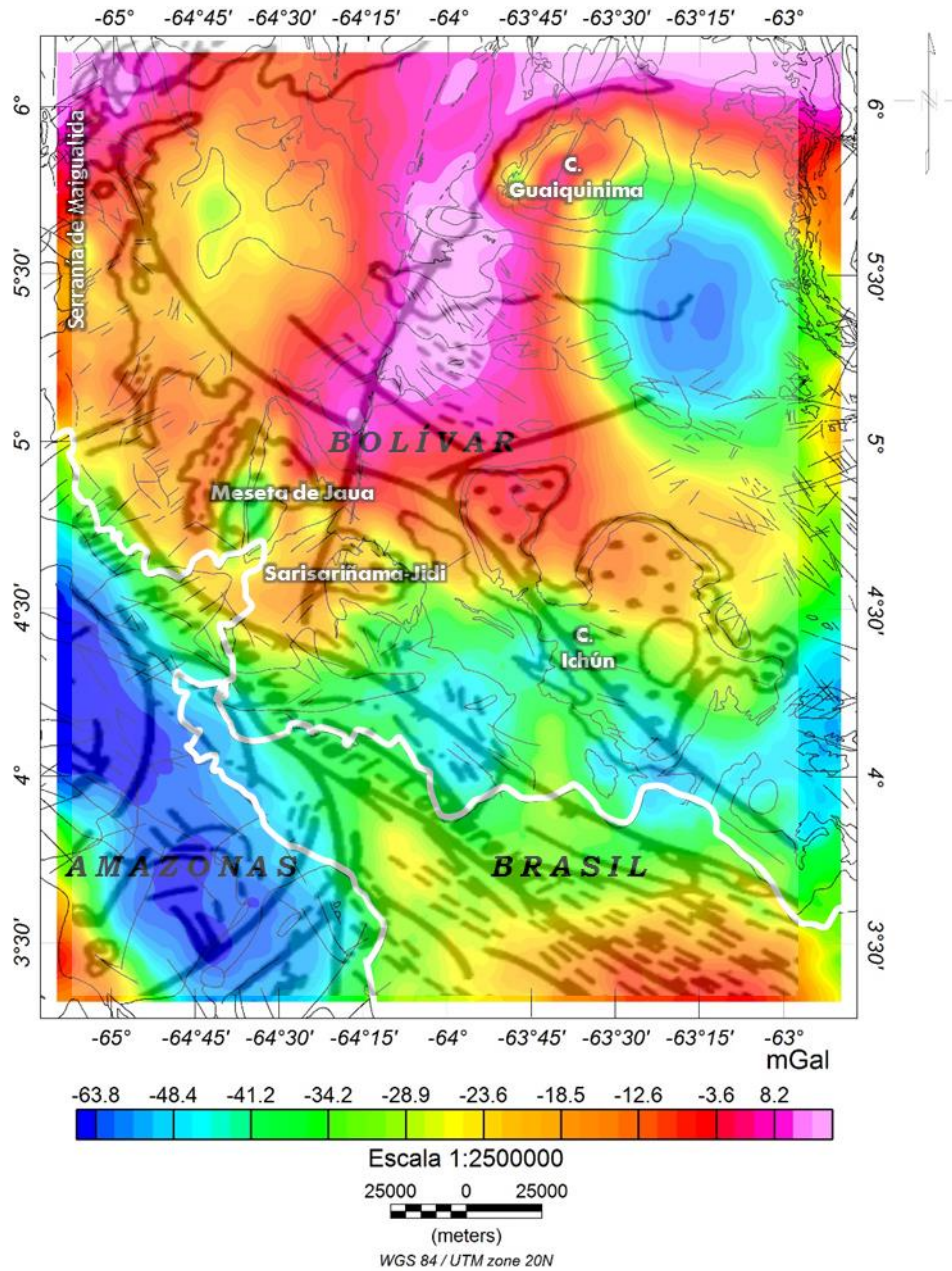 -65° -64°45' -64°30' -64°15' -64° -63°45' -63°30' -63°15' -63°
6° 6°
Serranía de Maigualida
C.
Guaiquinima
5°30' 5°30'
5° 5°
BOLÍVAR
Meseta de Jaua
Sarisariñama-Jidi
4°30' 4°30'
C.
Ichún
4° 4°
AMAZONAS BRASIL
3°30' 3°30'
-65° -64°45' -64°30' -64°15' -64° -63°45' -63°30' -63°15' -63°
mGal
-63.8 -48.4 -41.2 -34.2 -28.9 -23.6 -18.5 -12.6 -3.6 8.2
Escala 1:2500000
25000 0 25000
(meters)
WGS 84 / UTM zone 20N